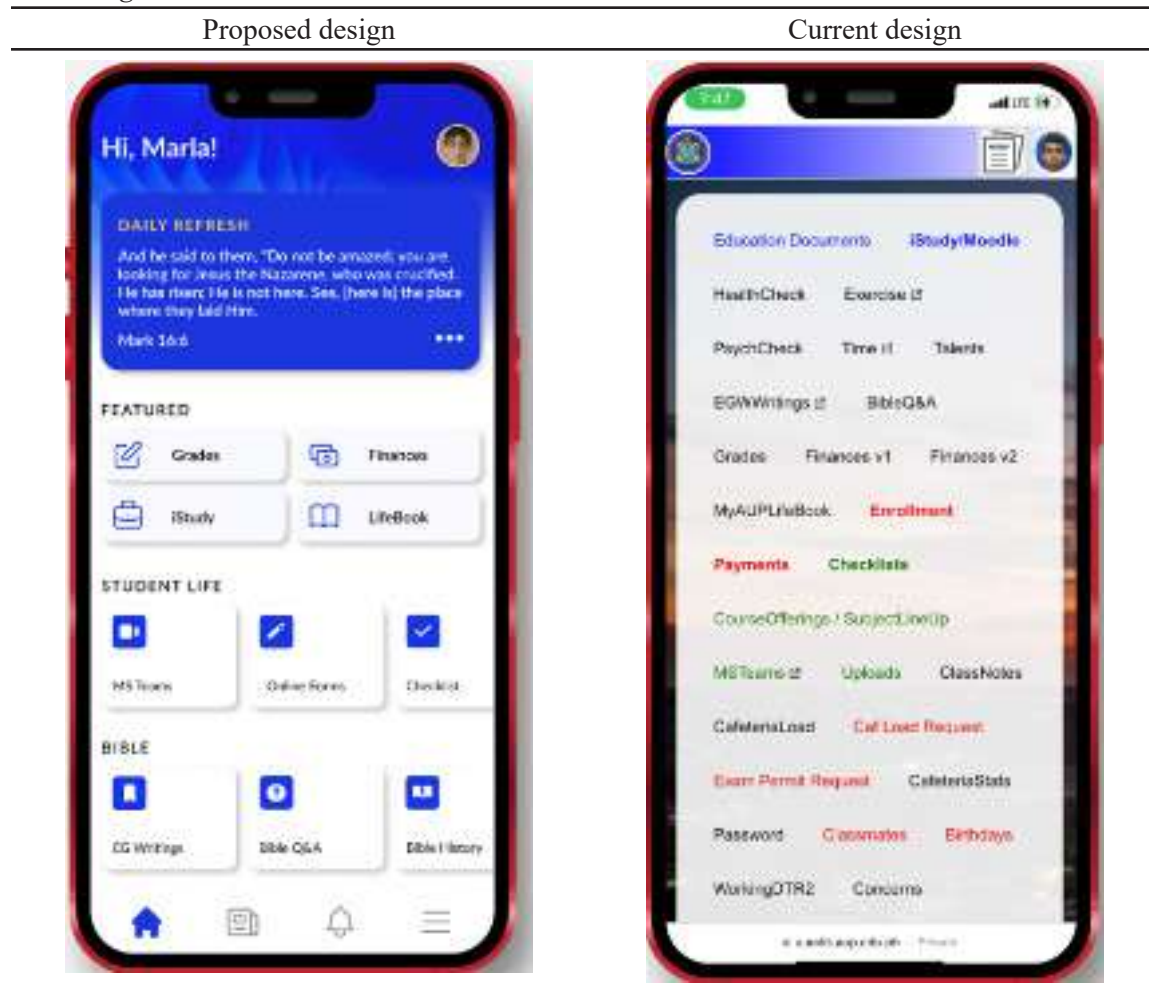 Proposed design
Current design
Hi, Marla!
DAILY REFRESH
And he said to them, "Do not be amazed; you are
looking for Jesus the Nazarene, who was crucified.
He has risen; He is not here. See, [here is] the place
where they laid Him.
Mark 16:6
FEATURED
Grades
Finances
iStudy
LifeBook
STUDENT LIFE
MS Teams
Online Forms
Checklist
BIBLE
EG Writings
Bible Q&A
Bible History
LTE
Education Documents iStudy/Moodle
HealthCheck Exercise
PsychCheck Time Talents
EGWWritings BibleQ&A
Grades Finances v1 Finances v2
MyAUPLifeBook Enrollment
Payments Checklists
CourseOfferings / SubjectLineUp
MSTeams Uploads ClassNotes
CafeteriaLoad Caf Load Request
Exam Permit Request CafeteriaStats
Password Classmates Birthdays
WorkingDTR2 Concerns